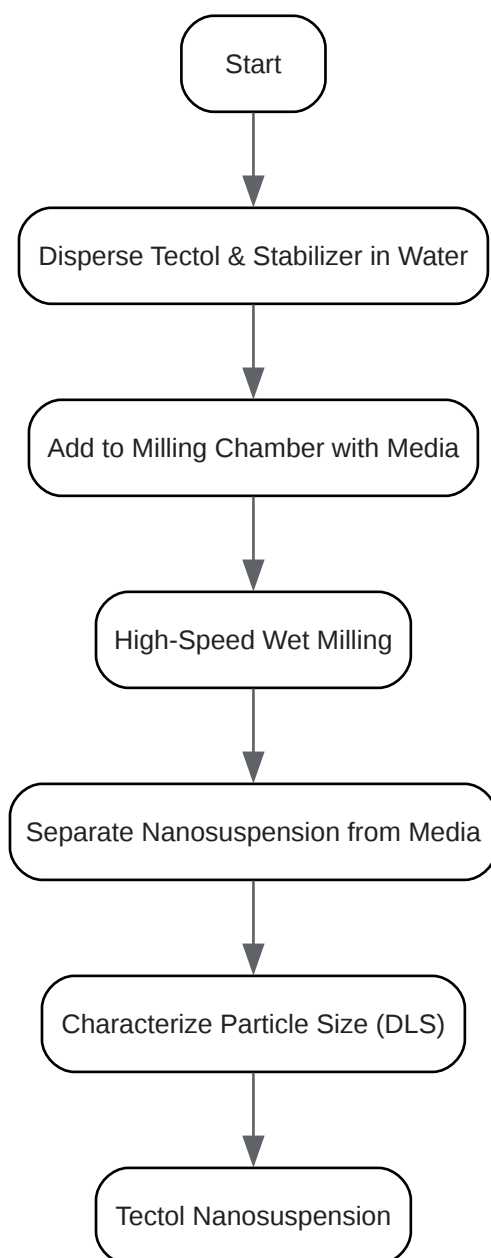 Start
Disperse Tectol & Stabilizer in Water
Add to Milling Chamber with Media
High-Speed Wet Milling
Separate Nanosuspension from Media
Characterize Particle Size (DLS)
Tectol Nanosuspension